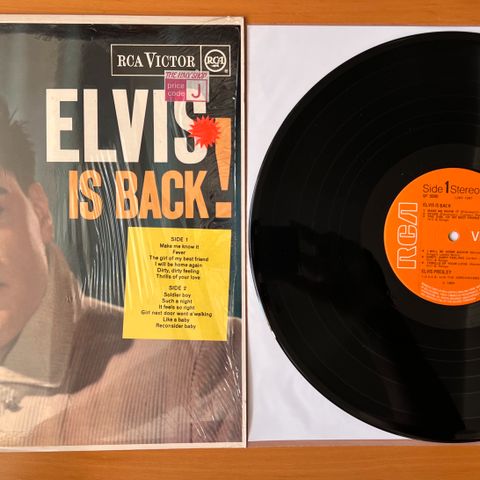 RCA VICTOR
RCA
THE HMV SHOP
price
code
J
ELVIS
IS BACK!
SIDE 1
Make me know it
Fever
The girl of my best friend
I will be home again
Dirty, dirty feeling
Thrills of your love
SIDE 2
Soldier boy
Such a night
It feels so right
Girl next door went a'walking
Like a baby
Reconsider baby
RCA
Side 1 Stereo
ELVIS IS BACK
V
ELVIS PRESLEY